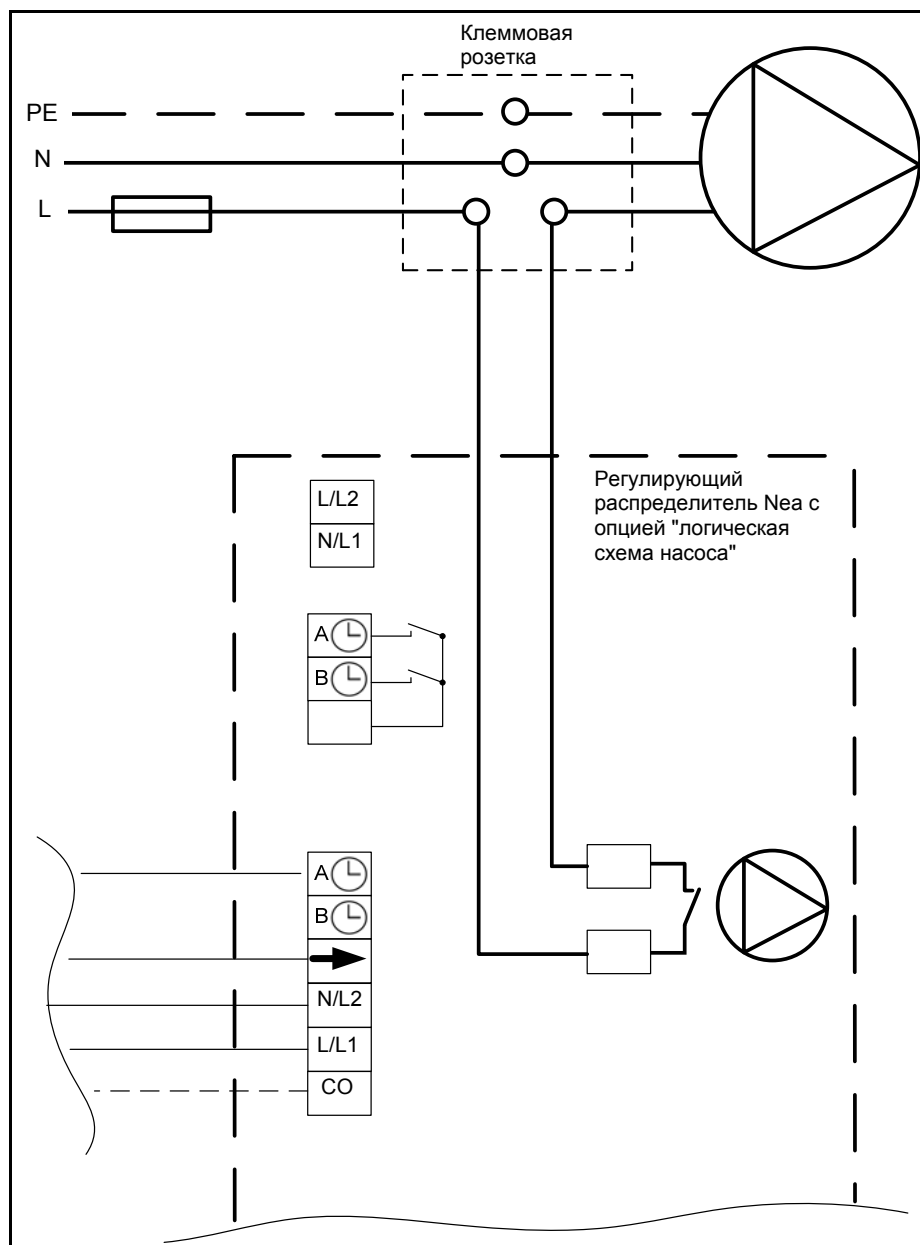 Клеммовая
розетка
PE
N
L
L/L2
N/L1
Регулирующий
распределитель Nea с
опцией "логическая
схема насоса"
A
B
A
B
N/L2
L/L1
CO